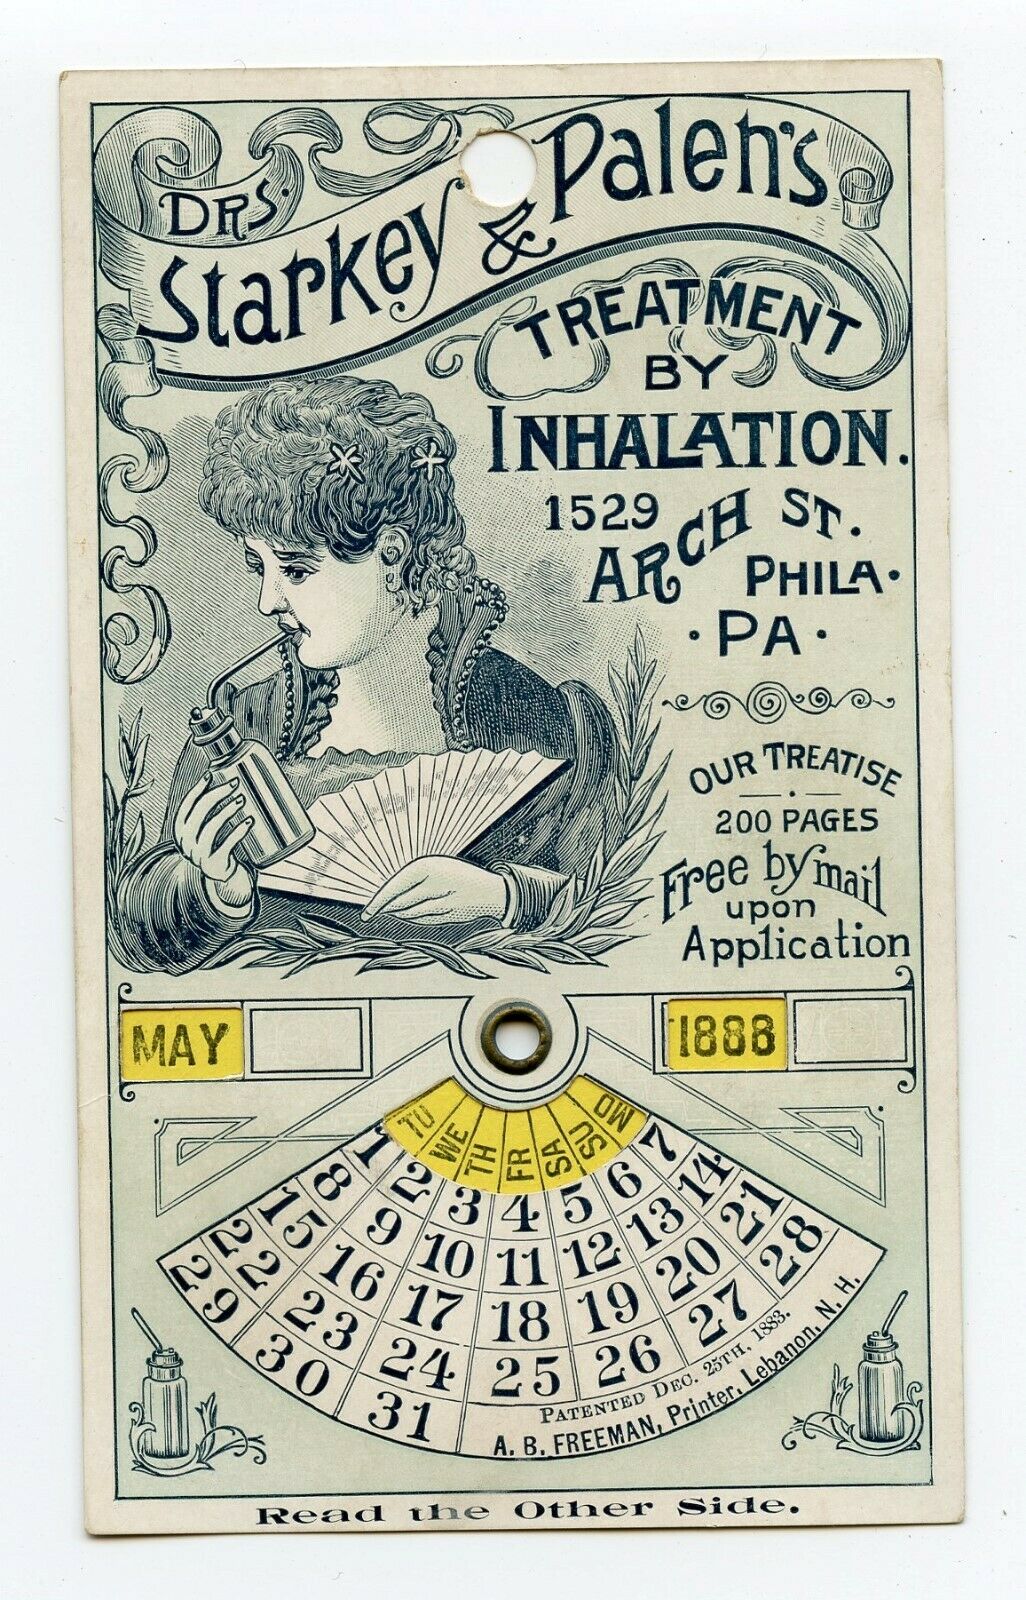 DRS.
Starkey & Palen's
TREATMENT
BY
INHALATION.
1529
ARCH ST.
PHILA.
· PA ·
OUR TREATISE
200 PAGES
Free by mail
upon
Application
MAY 1888
TU WE TH FR SA SU MO
1 2 3 4 5 6 7
8 9 10 11 12 13 14
15 16 17 18 19 20 21
22 23 24 25 26 27 28
29 30 31
PATENTED DEC. 25TH, 1883.
A. B. FREEMAN, Printer, Lebanon, N. H.
Read the Other Side.